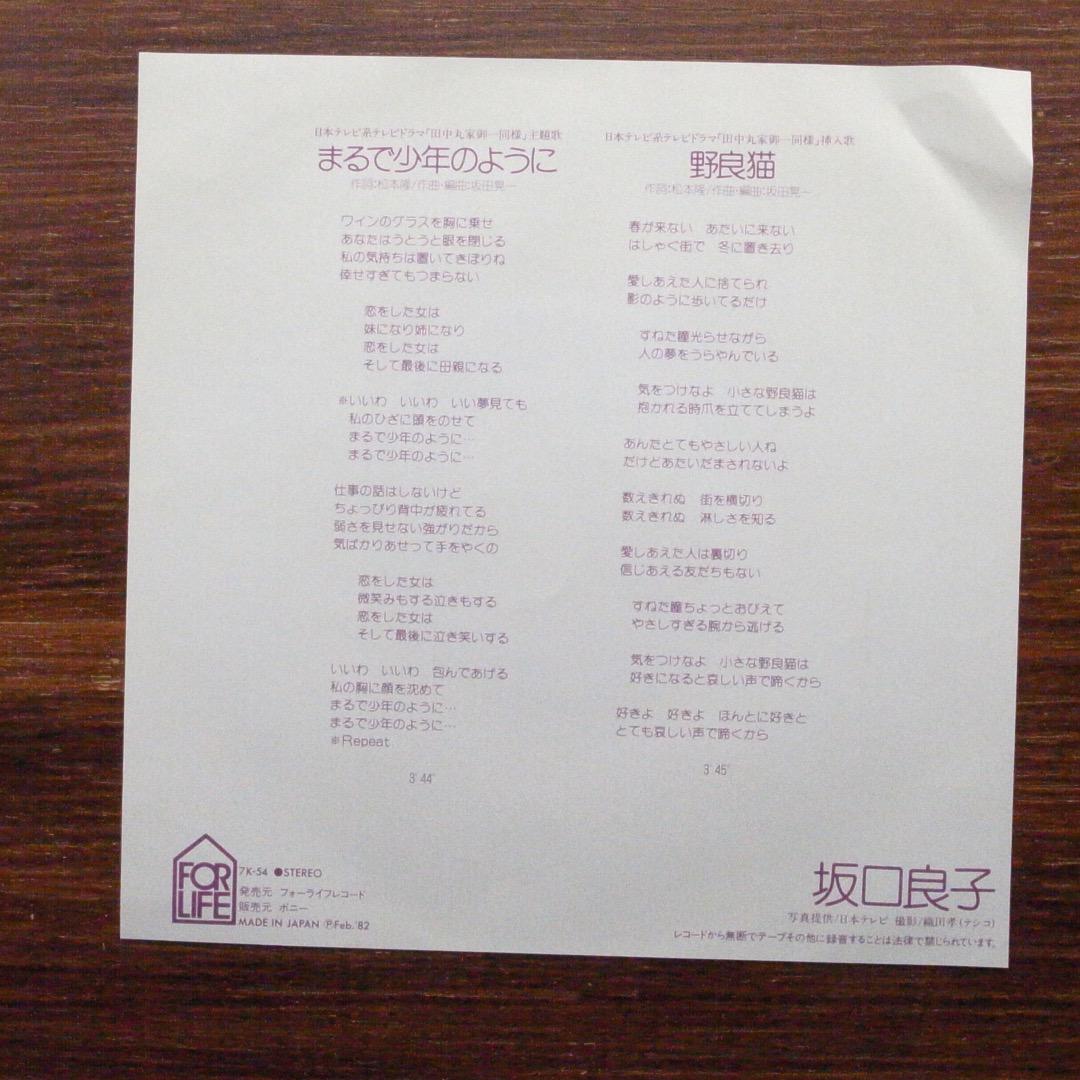 日本テレビ系テレビドラマ「田中丸家御一同様」主題歌
まるで少年のように
作詞:松本隆/作曲・編曲:坂田晃一
ワインのグラスを胸に乗せ
あなたはうとうと眼を閉じる
私の気持ちは置いてきぼりね
倖せすぎてもつまらない
恋をした女は
妹になり姉になり
恋をした女は
そして最後に母親になる
※いいわ　いいわ　いい夢見ても
私のひざに頭をのせて
まるで少年のように…
まるで少年のように…
仕事の話はしないけど
ちょっぴり背中が疲れてる
弱さを見せない強がりだから
気ばかりあせって手をやくの
恋をした女は
微笑みもする泣きもする
恋をした女は
そして最後に泣き笑いする
いいわ　いいわ　包んであげる
私の胸に顔を沈めて
まるで少年のように…
まるで少年のように…
※Repeat
3′44″
日本テレビ系テレビドラマ「田中丸家御一同様」挿入歌
野良猫
作詞:松本隆/作曲・編曲:坂田晃一
春が来ない　あたいに来ない
はしゃぐ街で　冬に置き去り
愛しあえた人に捨てられ
影のように歩いてるだけ
すねた瞳光らせながら
人の夢をうらやんでいる
気をつけなよ　小さな野良猫は
抱かれる時爪を立ててしまうよ
あんたとてもやさしい人ね
だけどあたいだまされないよ
数えきれぬ　街を横切り
数えきれぬ　淋しさを知る
愛しあえた人は裏切り
信じあえる友だちもない
すねた瞳ちょっとおびえて
やさしすぎる腕から逃げる
気をつけなよ　小さな野良猫は
好きになると哀しい声で啼くから
好きよ　好きよ　ほんとに好きと
とても哀しい声で啼くから
3′45″
FOR
LIFE
7K-54 ●STEREO
発売元 フォーライフレコード
販売元 ポニー
MADE IN JAPAN ℗Feb.'82
坂口良子
写真提供/日本テレビ 撮影/織田孝(テシコ)
レコードから無断でテープその他に録音することは法律で禁じられています。